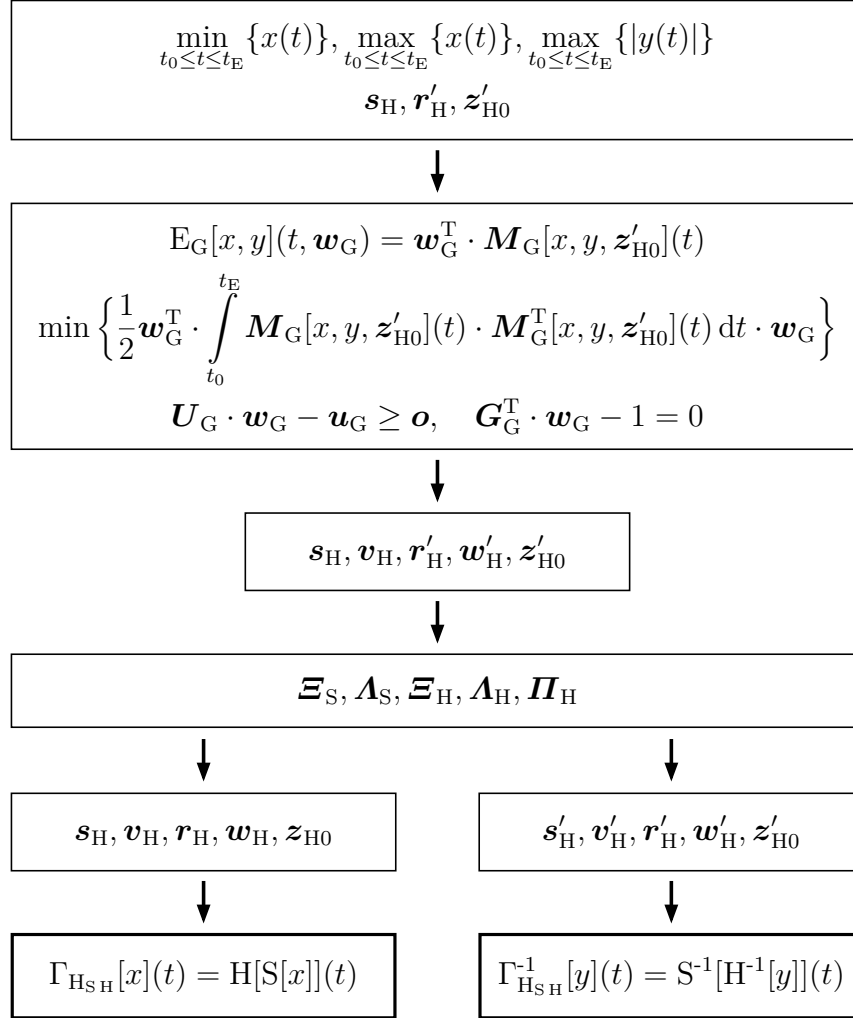 min_{t_0≤t≤t_E}{x(t)}, max_{t_0≤t≤t_E}{x(t)}, max_{t_0≤t≤t_E}{|y(t)|}
s_H, r′_H, z′_{H0}
E_G[x, y](t, w_G) = w_G^T · M_G[x, y, z′_{H0}](t)
min { \frac{1}{2} w_G^T · ∫_{t_0}^{t_E} M_G[x, y, z′_{H0}](t) · M_G^T[x, y, z′_{H0}](t) dt · w_G }
U_G · w_G − u_G ≥ o, G_G^T · w_G − 1 = 0
s_H, v_H, r′_H, w′_H, z′_{H0}
Ξ_S, Λ_S, Ξ_H, Λ_H, Π_H
s_H, v_H, r_H, w_H, z_{H0}
s′_H, v′_H, r′_H, w′_H, z′_{H0}
Γ_{H_{S H}}[x](t) = H[S[x]](t)
Γ^{-1}_{H_{S H}}[y](t) = S^{-1}[H^{-1}[y]](t)